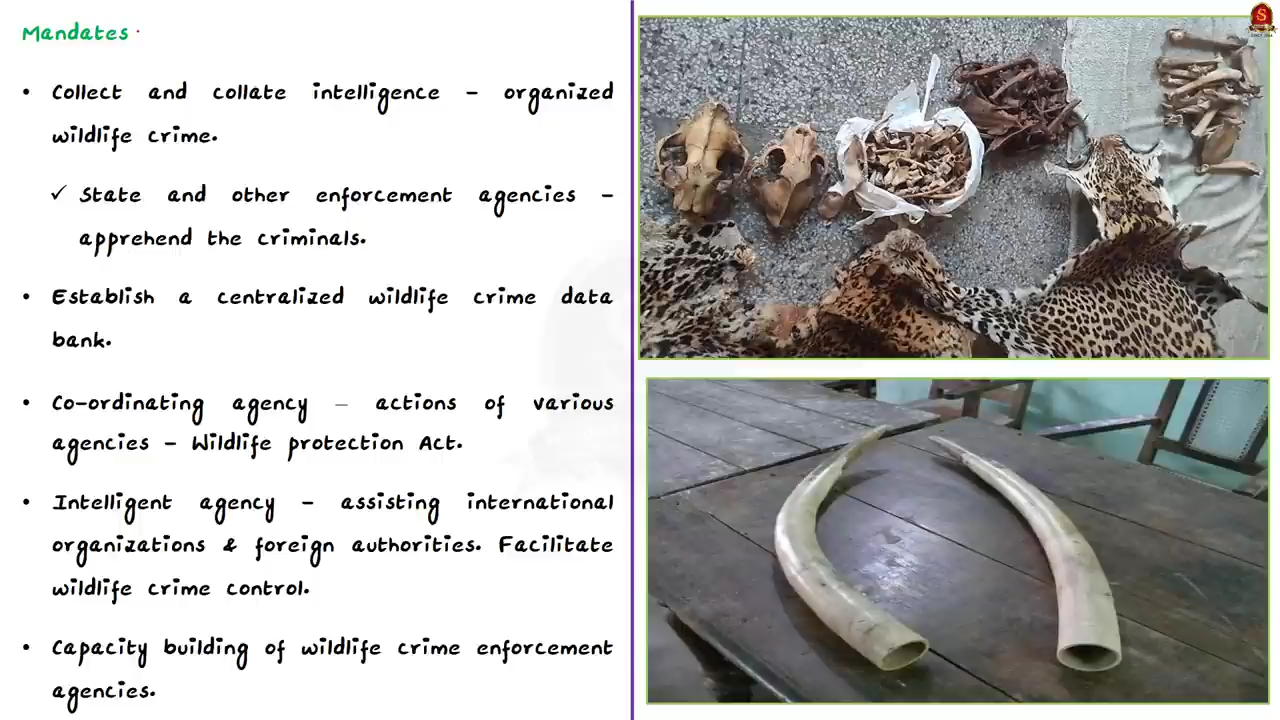 Mandates
• Collect and collate intelligence – organized
wildlife crime.
✓ State and other enforcement agencies –
apprehend the criminals.
• Establish a centralized wildlife crime data
bank.
• Co-ordinating agency – actions of various
agencies – Wildlife protection Act.
• Intelligent agency – assisting international
organizations & foreign authorities. Facilitate
wildlife crime control.
• Capacity building of wildlife crime enforcement
agencies.
S